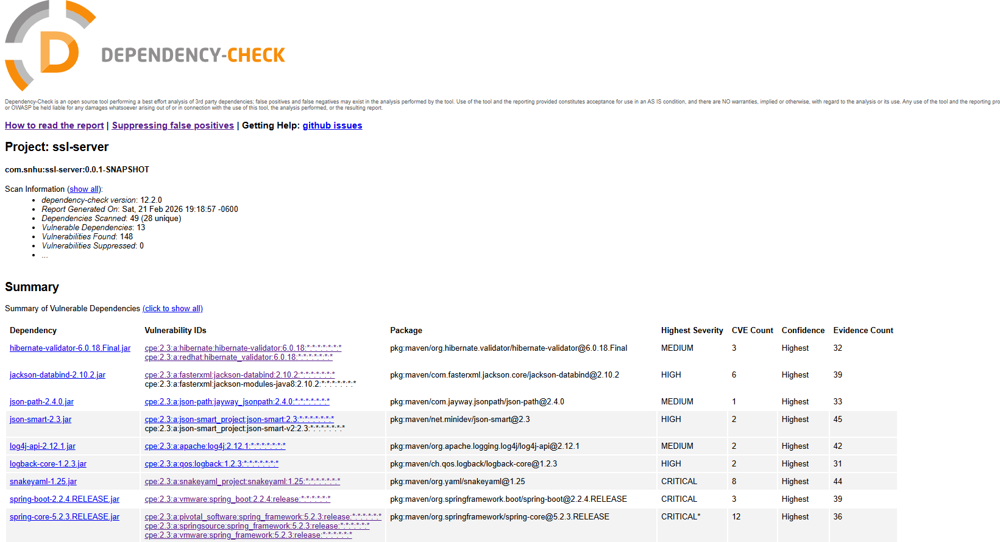 DEPENDENCY-CHECK
Dependency-Check is an open source tool performing a best effort analysis of 3rd party dependencies; false positives and false negatives may exist in the analysis performed by the tool. Use of the tool and the reporting provided constitutes acceptance for use in an AS IS condition, and there are NO warranties, implied or otherwise, with regard to the analysis or its use. Any use of the tool and the reporting pro
or OWASP be held liable for any damages whatsoever arising out of or in connection with the use of this tool, the analysis performed, or the resulting report.
How to read the report | Suppressing false positives | Getting Help: github issues
Project: ssl-server
com.snhu:ssl-server:0.0.1-SNAPSHOT
Scan Information (show all):
• dependency-check version: 12.2.0
• Report Generated On: Sat, 21 Feb 2026 19:18:57 -0600
• Dependencies Scanned: 49 (28 unique)
• Vulnerable Dependencies: 13
• Vulnerabilities Found: 148
• Vulnerabilities Suppressed: 0
• ...
Summary
Summary of Vulnerable Dependencies (click to show all)
Dependency Vulnerability IDs Package Highest Severity CVE Count Confidence Evidence Count
hibernate-validator-6.0.18.Final.jar cpe:2.3:a:hibernate:hibernate-validator:6.0.18:*:*:*:*:*:*:* pkg:maven/org.hibernate.validator/hibernate-validator@6.0.18.Final MEDIUM 3 Highest 32
cpe:2.3:a:redhat:hibernate_validator:6.0.18:*:*:*:*:*:*:*
jackson-databind-2.10.2.jar cpe:2.3:a:fasterxml:jackson-databind:2.10.2:*:*:*:*:*:*:* pkg:maven/com.fasterxml.jackson.core/jackson-databind@2.10.2 HIGH 6 Highest 39
cpe:2.3:a:fasterxml:jackson-modules-java8:2.10.2:*:*:*:*:*:*:*
json-path-2.4.0.jar cpe:2.3:a:json-path:jayway_jsonpath:2.4.0:*:*:*:*:*:*:* pkg:maven/com.jayway.jsonpath/json-path@2.4.0 MEDIUM 1 Highest 33
json-smart-2.3.jar cpe:2.3:a:json-smart_project:json-smart:2.3:*:*:*:*:*:*:* pkg:maven/net.minidev/json-smart@2.3 HIGH 2 Highest 45
cpe:2.3:a:json-smart_project:json-smart-v2:2.3:*:*:*:*:*:*:*
log4j-api-2.12.1.jar cpe:2.3:a:apache:log4j:2.12.1:*:*:*:*:*:*:* pkg:maven/org.apache.logging.log4j/log4j-api@2.12.1 MEDIUM 2 Highest 42
logback-core-1.2.3.jar cpe:2.3:a:qos:logback:1.2.3:*:*:*:*:*:*:* pkg:maven/ch.qos.logback/logback-core@1.2.3 HIGH 2 Highest 31
snakeyaml-1.25.jar cpe:2.3:a:snakeyaml_project:snakeyaml:1.25:*:*:*:*:*:*:* pkg:maven/org.yaml/snakeyaml@1.25 CRITICAL 8 Highest 44
spring-boot-2.2.4.RELEASE.jar cpe:2.3:a:vmware:spring_boot:2.2.4:release:*:*:*:*:*:* pkg:maven/org.springframework.boot/spring-boot@2.2.4.RELEASE CRITICAL 3 Highest 39
spring-core-5.2.3.RELEASE.jar cpe:2.3:a:pivotal_software:spring_framework:5.2.3:release:*:*:*:*:*:* pkg:maven/org.springframework/spring-core@5.2.3.RELEASE CRITICAL* 12 Highest 36
cpe:2.3:a:springsource:spring_framework:5.2.3:release:*:*:*:*:*:*
cpe:2.3:a:vmware:spring_framework:5.2.3:release:*:*:*:*:*:*